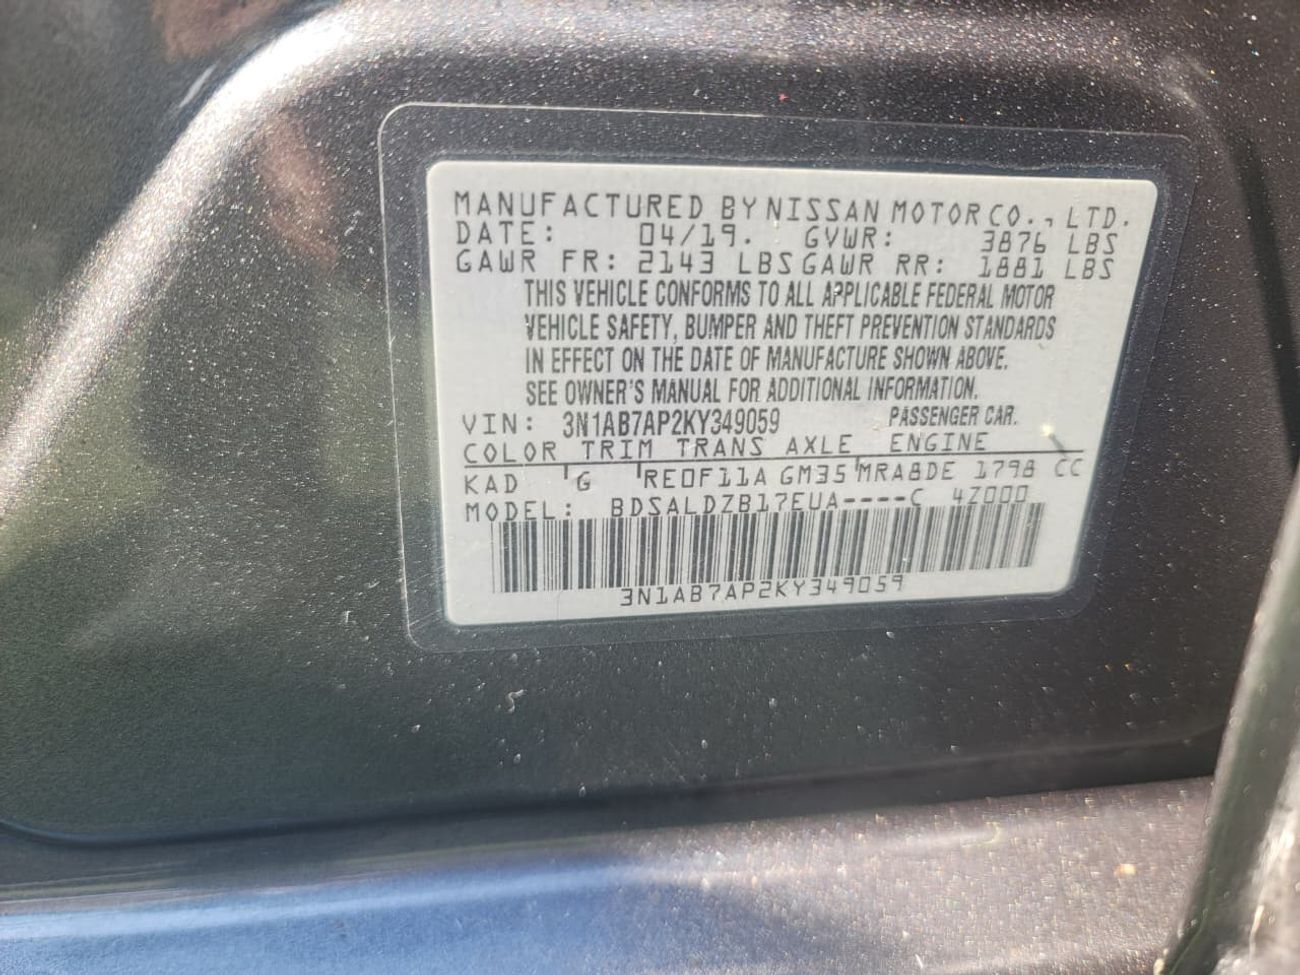 MANUFACTURED BY NISSAN MOTOR CO., LTD.
DATE: 04/19. GVWR: 3876 LBS
GAWR FR: 2143 LBS GAWR RR: 1881 LBS
THIS VEHICLE CONFORMS TO ALL APPLICABLE FEDERAL MOTOR
VEHICLE SAFETY, BUMPER AND THEFT PREVENTION STANDARDS
IN EFFECT ON THE DATE OF MANUFACTURE SHOWN ABOVE.
SEE OWNER'S MANUAL FOR ADDITIONAL INFORMATION.
VIN: 3N1AB7AP2KY349059 PASSENGER CAR.
COLOR TRIM TRANS AXLE ENGINE
KAD G RE0F11A GM35 MRA8DE 1798 CC
MODEL: BDSALDZB17EUA----C 4Z000
3N1AB7AP2KY349059